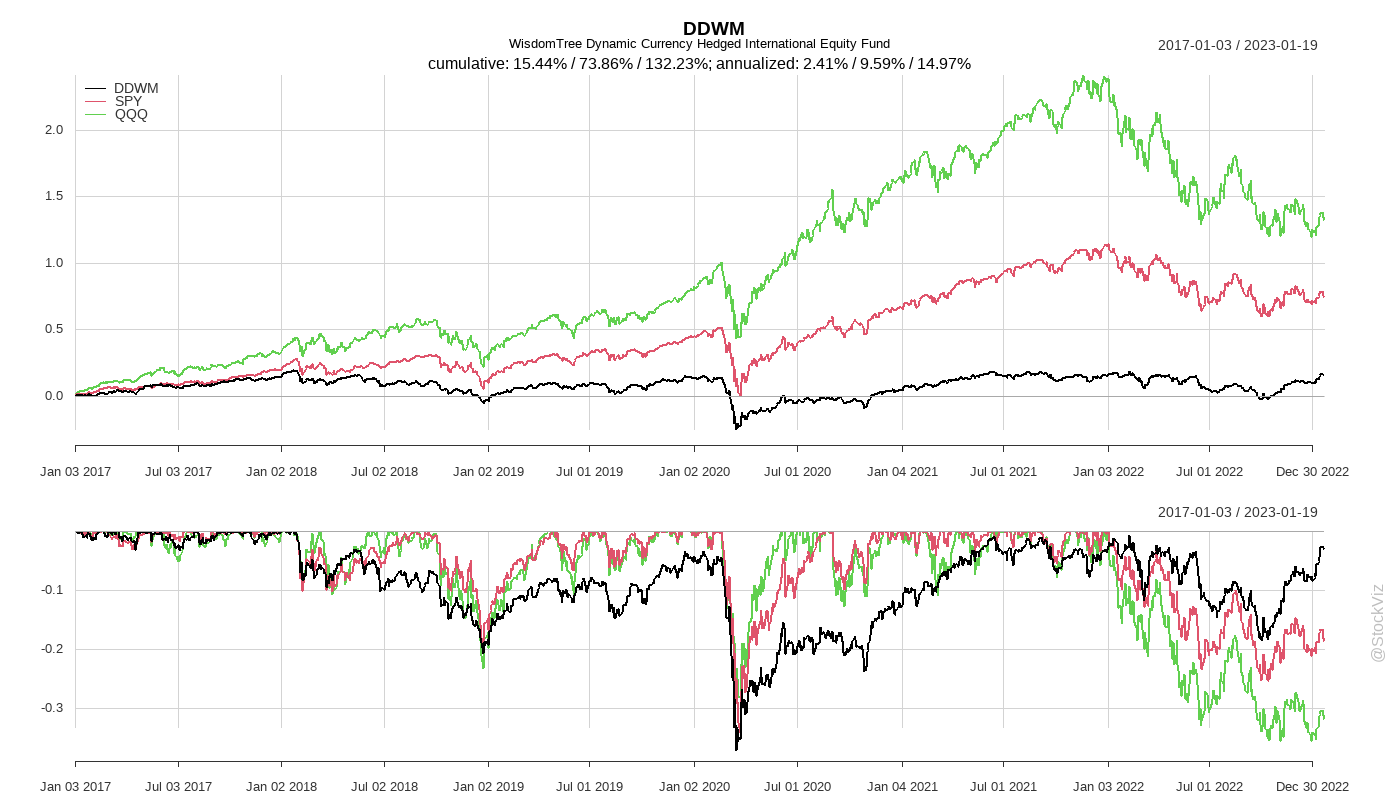 DDWM
WisdomTree Dynamic Currency Hedged International Equity Fund
2017-01-03 / 2023-01-19
cumulative: 15.44% / 73.86% / 132.23%; annualized: 2.41% / 9.59% / 14.97%
DDWM
SPY
QQQ
2.0
1.5
1.0
0.5
0.0
Jan 03 2017 Jul 03 2017 Jan 02 2018 Jul 02 2018 Jan 02 2019 Jul 01 2019 Jan 02 2020 Jul 01 2020 Jan 04 2021 Jul 01 2021 Jan 03 2022 Jul 01 2022 Dec 30 2022
2017-01-03 / 2023-01-19
-0.1
-0.2
-0.3
Jan 03 2017 Jul 03 2017 Jan 02 2018 Jul 02 2018 Jan 02 2019 Jul 01 2019 Jan 02 2020 Jul 01 2020 Jan 04 2021 Jul 01 2021 Jan 03 2022 Jul 01 2022 Dec 30 2022
@StockViz